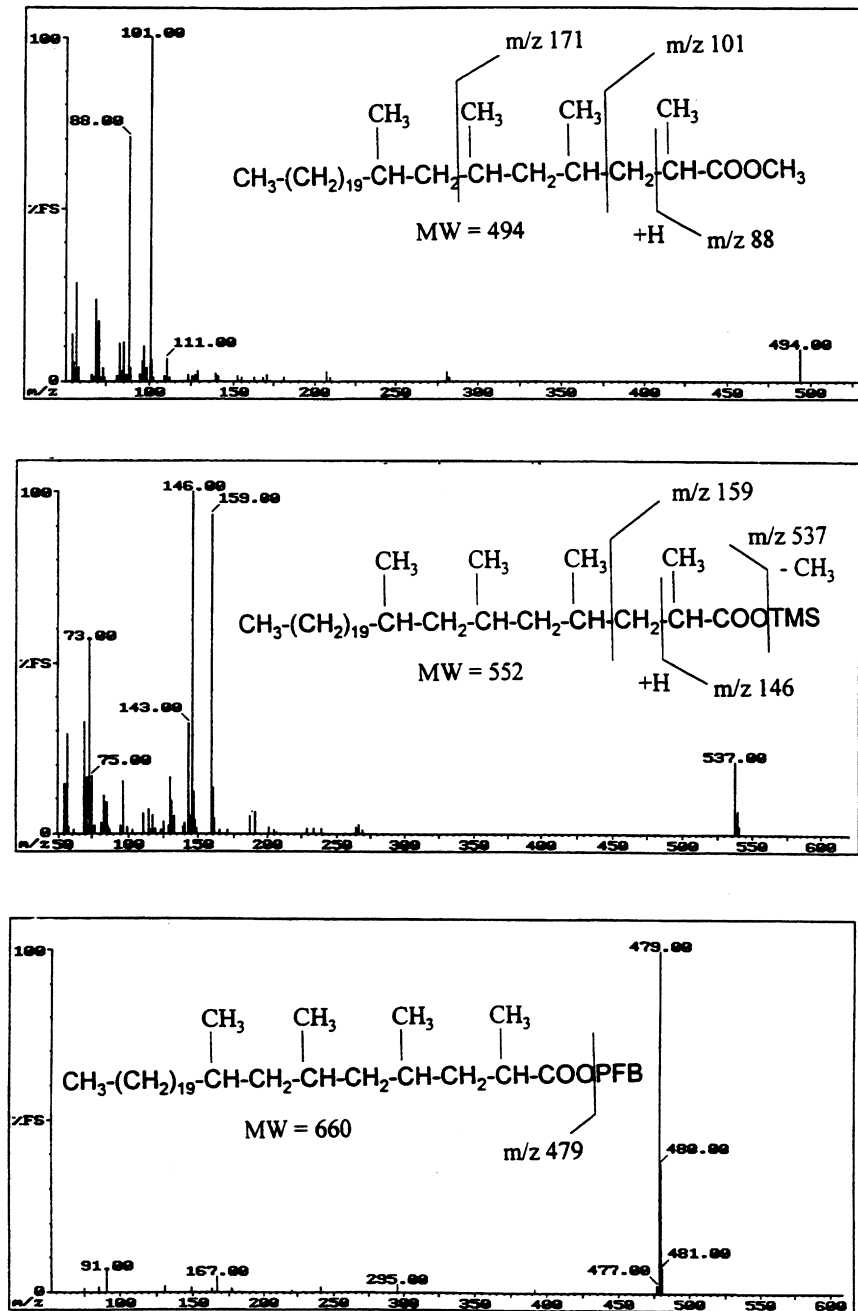 100
101.00
m/z 171
m/z 101
88.00
CH₃ CH₃ CH₃ CH₃
CH₃-(CH₂)₁₉-CH-CH₂-CH-CH₂-CH-CH₂-CH-COOCH₃
%FS
MW = 494
+H
m/z 88
111.00
494.00
0
m/z 100 150 200 250 300 350 400 450 500
100
146.00
159.00
m/z 159
m/z 537
- CH₃
CH₃ CH₃ CH₃ CH₃
CH₃-(CH₂)₁₉-CH-CH₂-CH-CH₂-CH-CH₂-CH-COOTMS
73.00
%FS
MW = 552
+H
m/z 146
143.00
75.00
537.00
0
m/z 50 100 150 200 250 300 350 400 450 500 550 600
100
479.00
CH₃ CH₃ CH₃ CH₃
CH₃-(CH₂)₁₉-CH-CH₂-CH-CH₂-CH-CH₂-CH-COOPFB
%FS
MW = 660
m/z 479
480.00
91.00
167.00
295.00
477.00
481.00
0
m/z 100 150 200 250 300 350 400 450 500 550 600